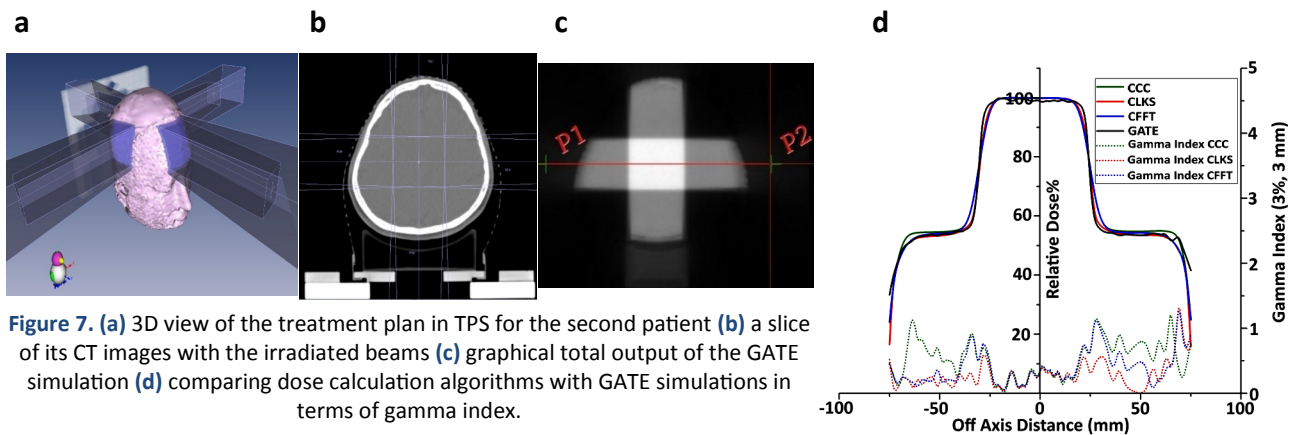 a
b
c
d
P1
P2
CCC
CLKS
CFFT
GATE
Gamma Index CCC
Gamma Index CLKS
Gamma Index CFFT
100
80
60
40
20
Relative Dose%
5
4
3
2
1
0
Gamma Index (3%, 3 mm)
-100
-50
0
50
100
Off Axis Distance (mm)
Figure 7. (a) 3D view of the treatment plan in TPS for the second patient (b) a slice
of its CT images with the irradiated beams (c) graphical total output of the GATE
simulation (d) comparing dose calculation algorithms with GATE simulations in
terms of gamma index.